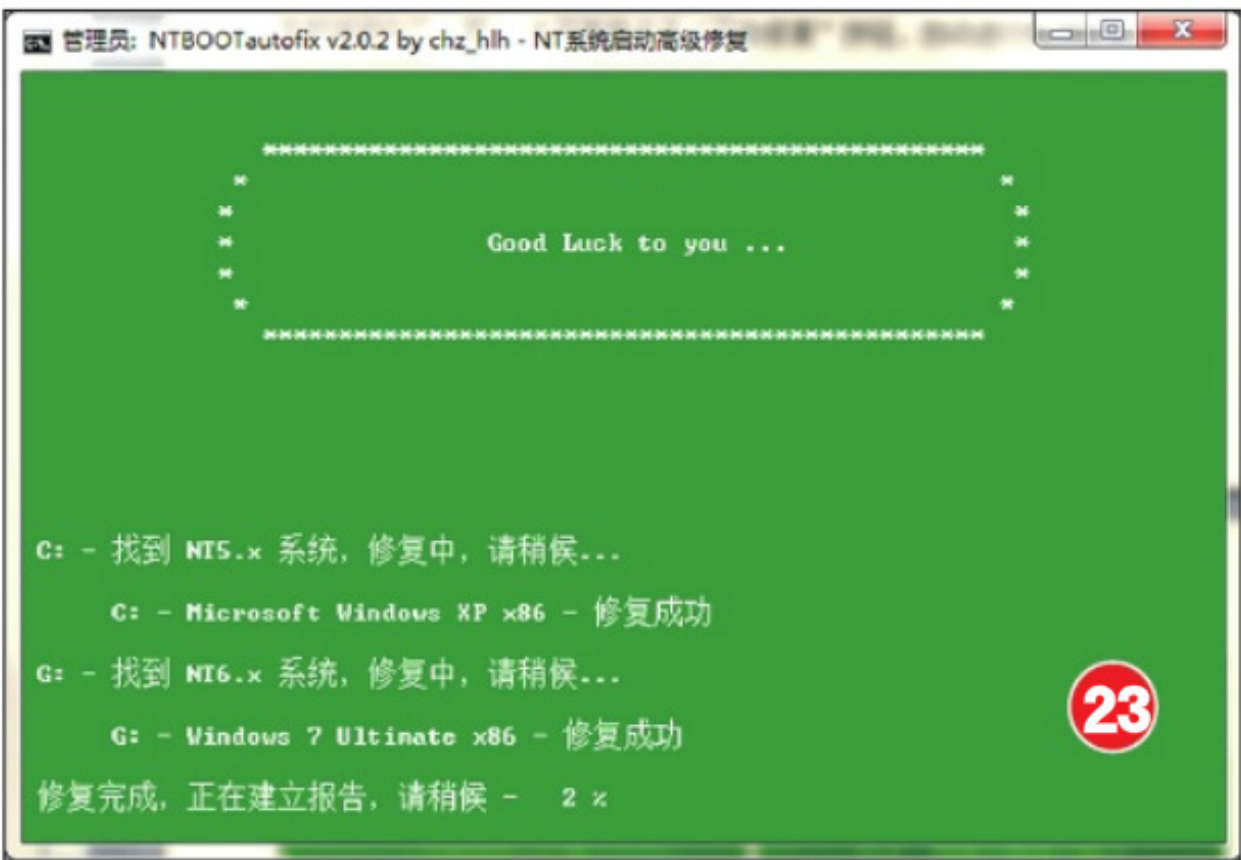 管理员: NTBOOTautofix v2.0.2 by chz_hlh - NT系统启动高级修复
************************************************
* *
* *
* Good Luck to you ... *
* *
* *
************************************************
C: - 找到 NT5.x 系统, 修复中, 请稍候...
C: - Microsoft Windows XP x86 - 修复成功
G: - 找到 NT6.x 系统, 修复中, 请稍候...
G: - Windows 7 Ultimate x86 - 修复成功
23
修复完成, 正在建立报告, 请稍候 - 2 %